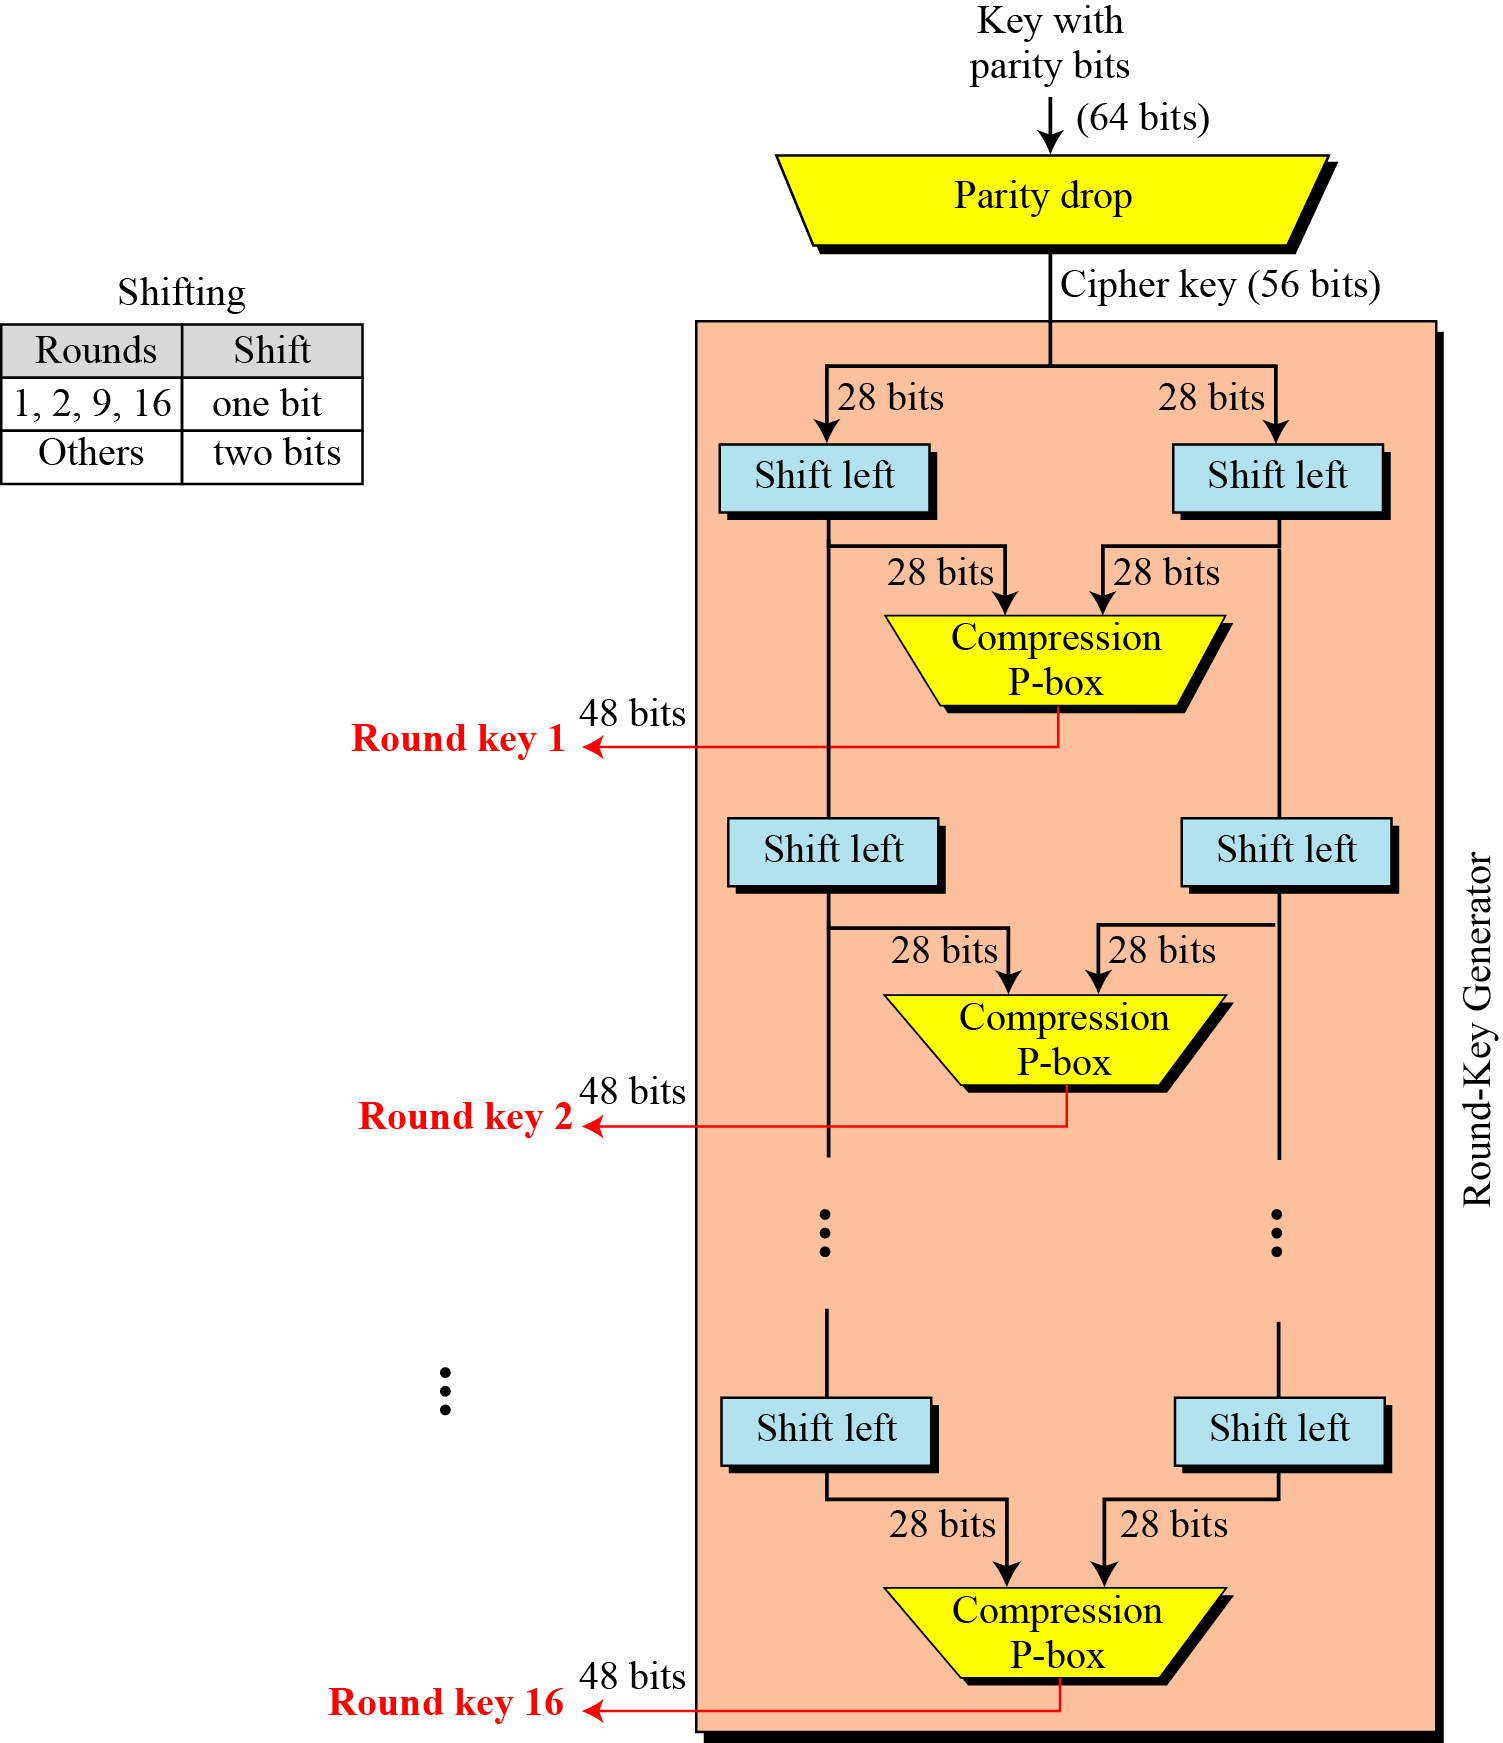 Key with
parity bits
(64 bits)
Parity drop
Cipher key (56 bits)
Shifting
Rounds Shift
1, 2, 9, 16 one bit
Others two bits
28 bits 28 bits
Shift left Shift left
28 bits 28 bits
Compression
P-box
48 bits
Round key 1
Shift left Shift left
28 bits 28 bits
Compression
P-box
48 bits
Round key 2
Round-Key Generator
Shift left Shift left
28 bits 28 bits
Compression
P-box
48 bits
Round key 16